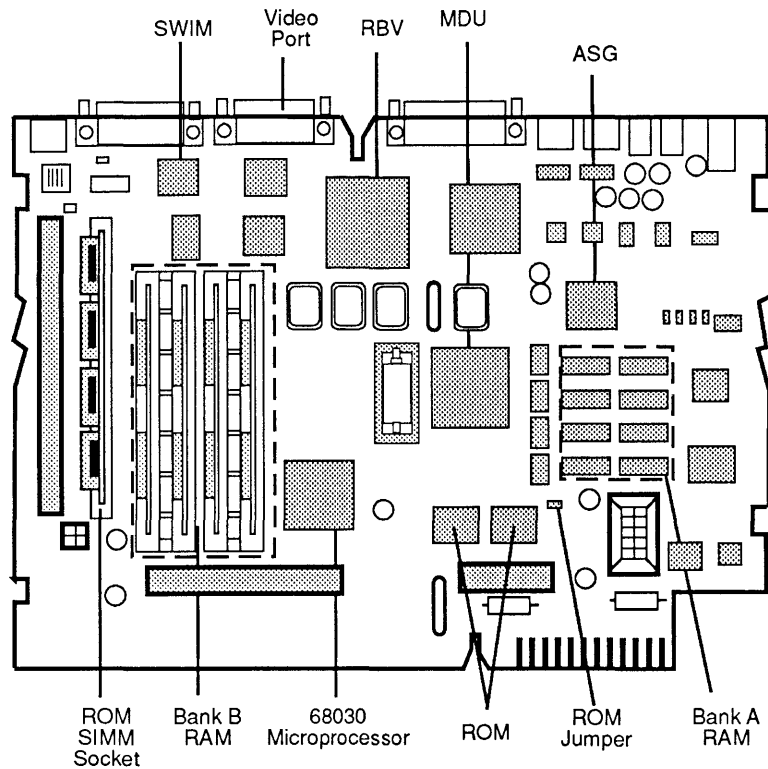 SWIM
Video
Port
RBV
MDU
ASG
ROM
SIMM
Socket
Bank B
RAM
68030
Microprocessor
ROM
ROM
Jumper
Bank A
RAM